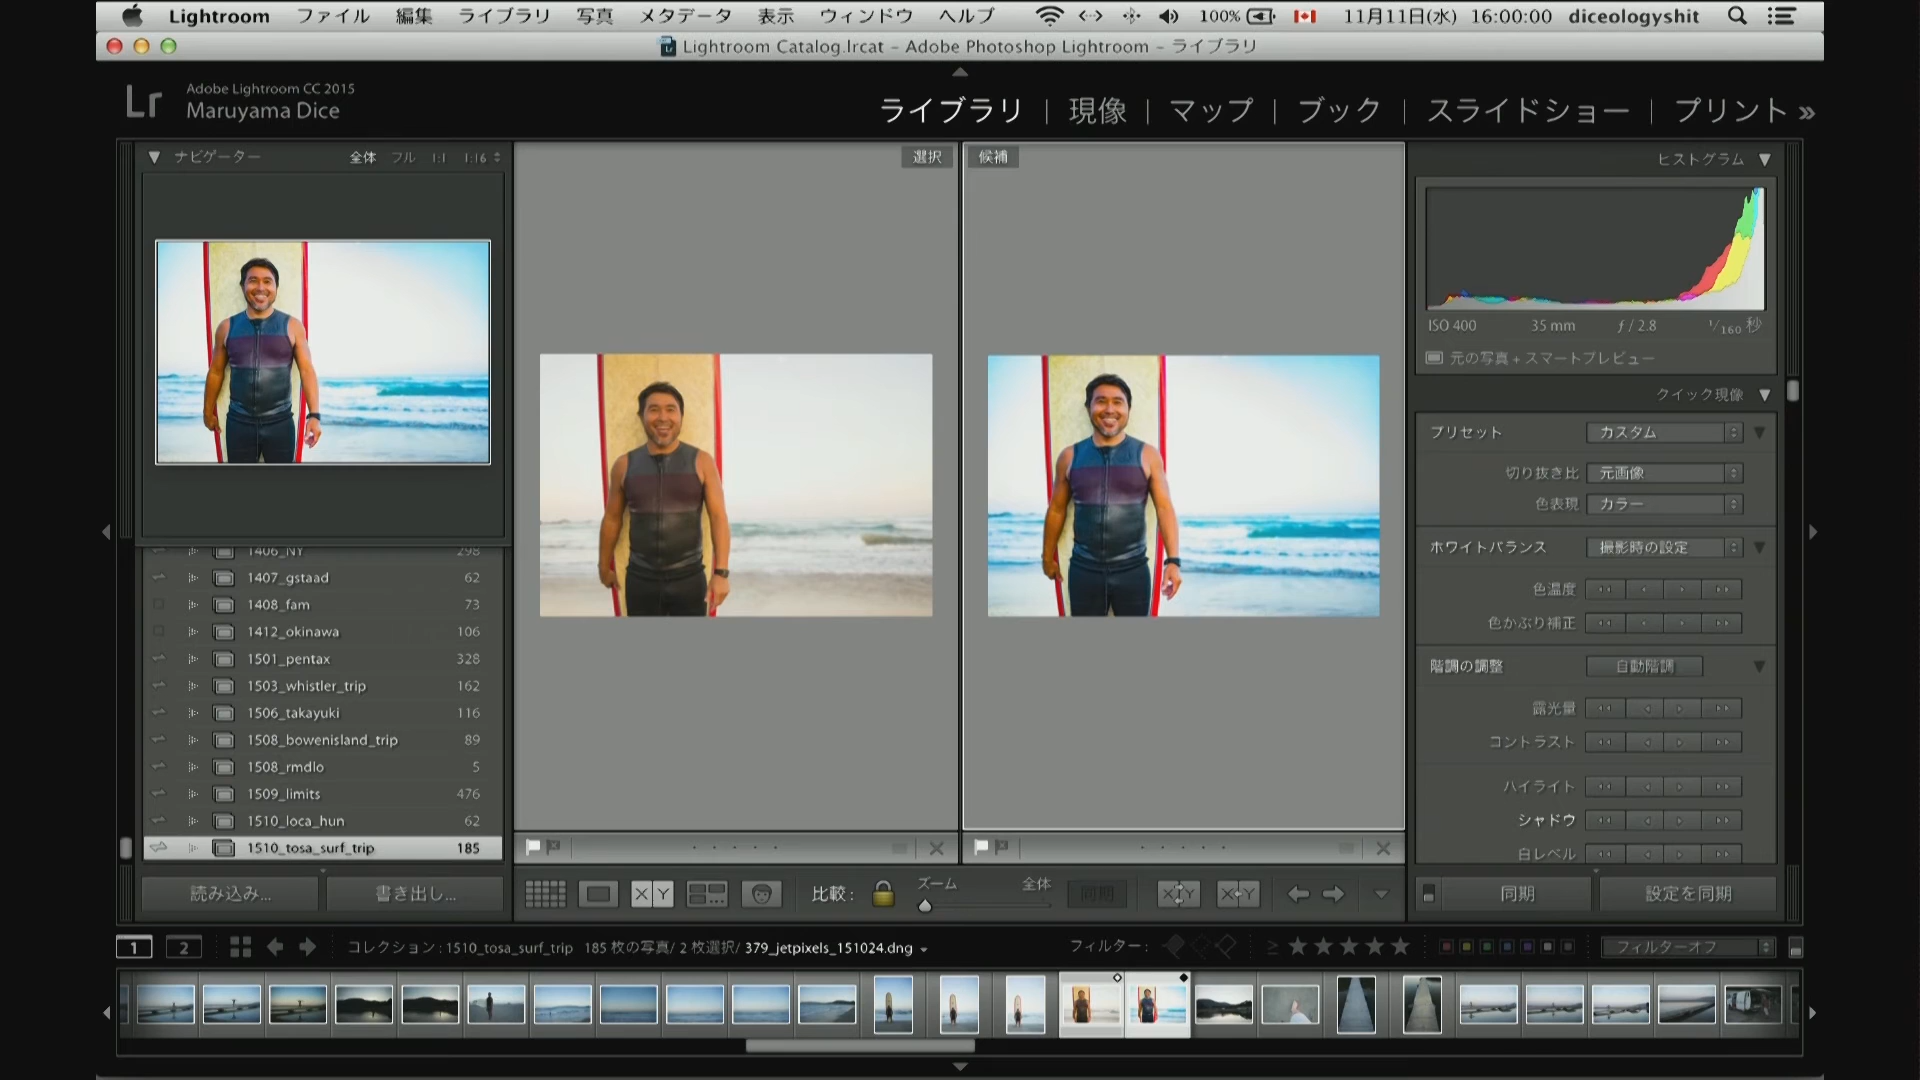 Lightroom ファイル 編集 ライブラリ 写真 メタデータ 表示 ウィンドウ ヘルプ 100% 11月11日(水) 16:00:00 diceologyshit
Lightroom Catalog.lrcat – Adobe Photoshop Lightroom – ライブラリ
Lr Adobe Lightroom CC 2015
Maruyama Dice
ライブラリ | 現像 | マップ | ブック | スライドショー | プリント »
ナビゲーター 全体 フル 1:1 1:16
1406_NY 298
1407_gstaad 62
1408_fam 73
1412_okinawa 106
1501_pentax 328
1503_whistler_trip 162
1506_takayuki 116
1508_bowenisland_trip 89
1508_rmdlo 5
1509_limits 476
1510_loca_hun 62
1510_tosa_surf_trip 185
読み込み... 書き出し...
選択 候補
ヒストグラム
ISO 400 35 mm ƒ / 2.8 1/160 秒
元の写真 + スマートプレビュー
クイック現像
プリセット カスタム
切り抜き比 元画像
色表現 カラー
ホワイトバランス 撮影時の設定
色温度
色かぶり補正
階調の調整 自動階調
露光量
コントラスト
ハイライト
シャドウ
白レベル
XY 比較 : ズーム 全体 同期 XY XY
同期 設定を同期
1 2 コレクション : 1510_tosa_surf_trip 185 枚の写真/ 2 枚選択/ 379_jetpixels_151024.dng フィルター : ≥ ★★★★★ フィルターオフ